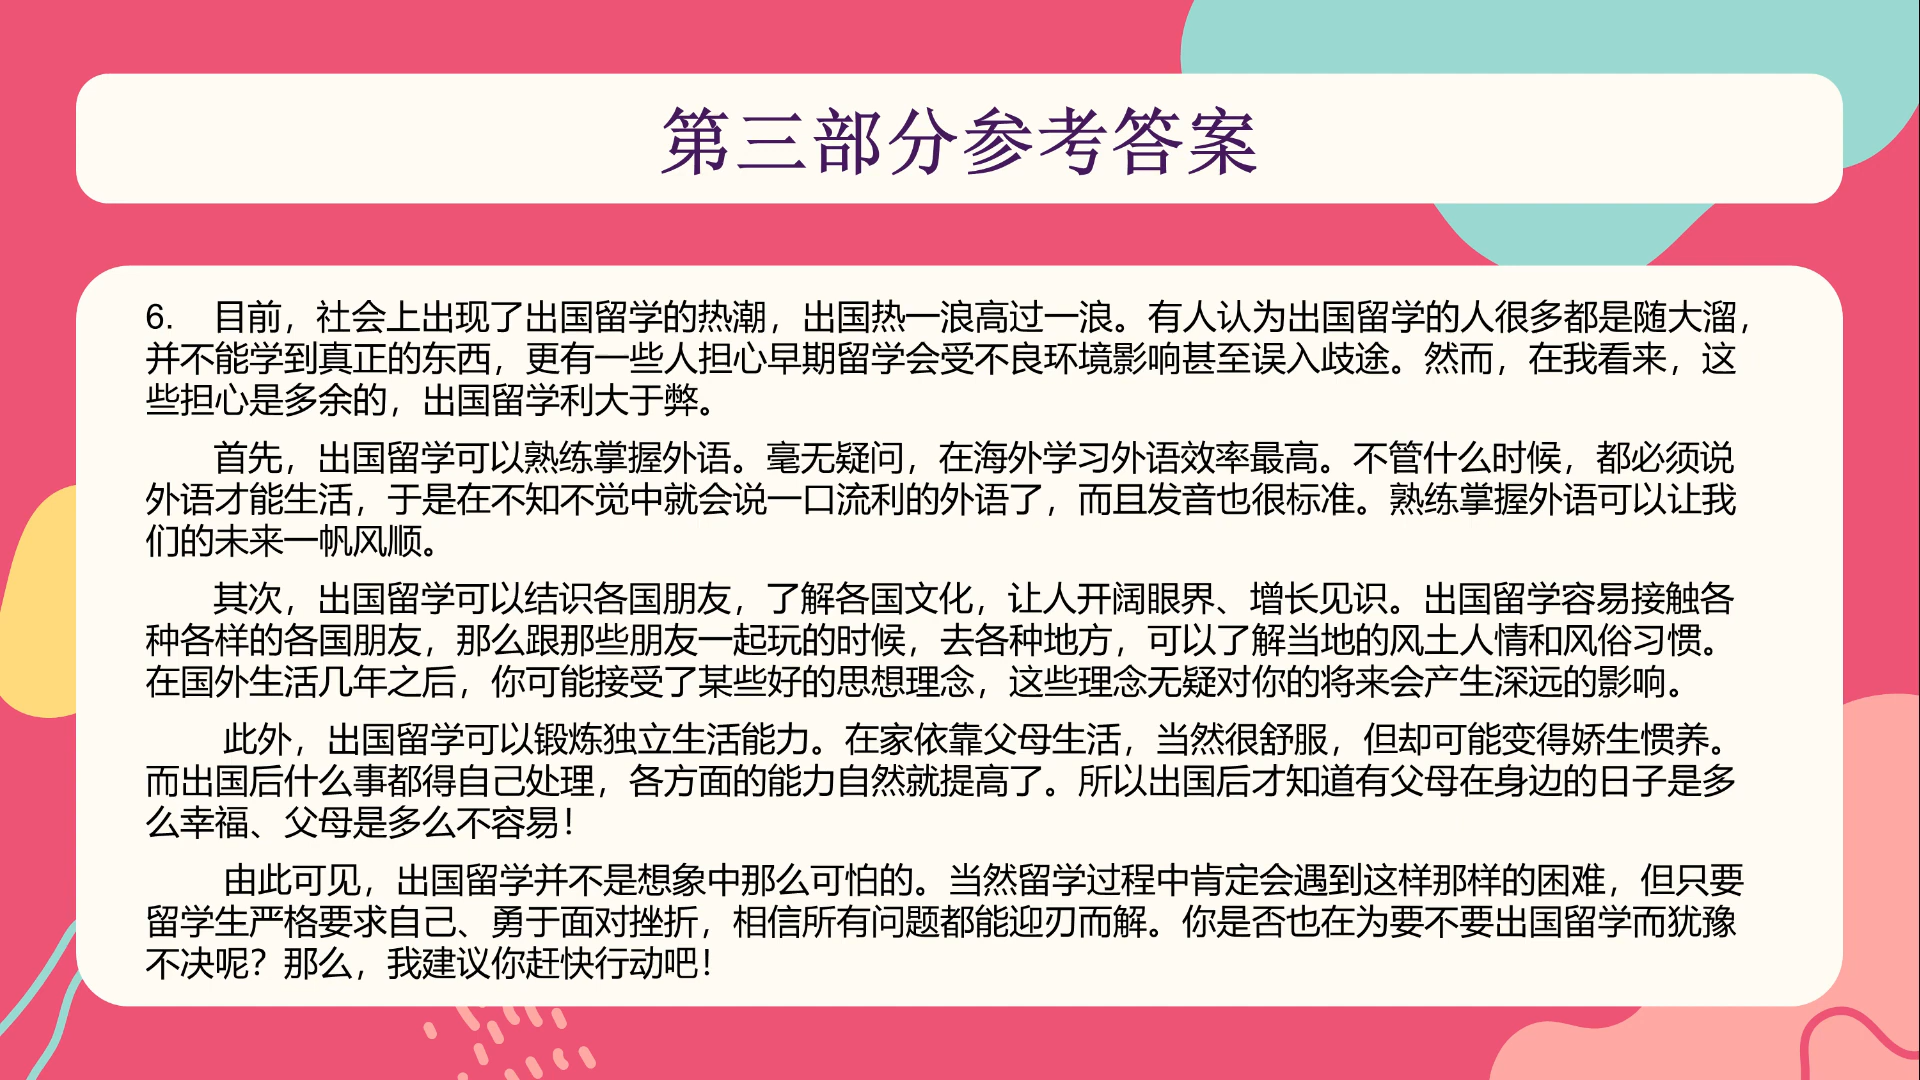 第三部分参考答案
6. 目前，社会上出现了出国留学的热潮，出国热一浪高过一浪。有人认为出国留学的人很多都是随大溜，
并不能学到真正的东西，更有一些人担心早期留学会受不良环境影响甚至误入歧途。然而，在我看来，这
些担心是多余的，出国留学利大于弊。
首先，出国留学可以熟练掌握外语。毫无疑问，在海外学习外语效率最高。不管什么时候，都必须说
外语才能生活，于是在不知不觉中就会说一口流利的外语了，而且发音也很标准。熟练掌握外语可以让我
们的未来一帆风顺。
其次，出国留学可以结识各国朋友，了解各国文化，让人开阔眼界、增长见识。出国留学容易接触各
种各样的各国朋友，那么跟那些朋友一起玩的时候，去各种地方，可以了解当地的风土人情和风俗习惯。
在国外生活几年之后，你可能接受了某些好的思想理念，这些理念无疑对你的将来会产生深远的影响。
此外，出国留学可以锻炼独立生活能力。在家依靠父母生活，当然很舒服，但却可能变得娇生惯养。
而出国后什么事都得自己处理，各方面的能力自然就提高了。所以出国后才知道有父母在身边的日子是多
么幸福、父母是多么不容易！
由此可见，出国留学并不是想象中那么可怕的。当然留学过程中肯定会遇到这样那样的困难，但只要
留学生严格要求自己、勇于面对挫折，相信所有问题都能迎刃而解。你是否也在为要不要出国留学而犹豫
不决呢？那么，我建议你赶快行动吧！